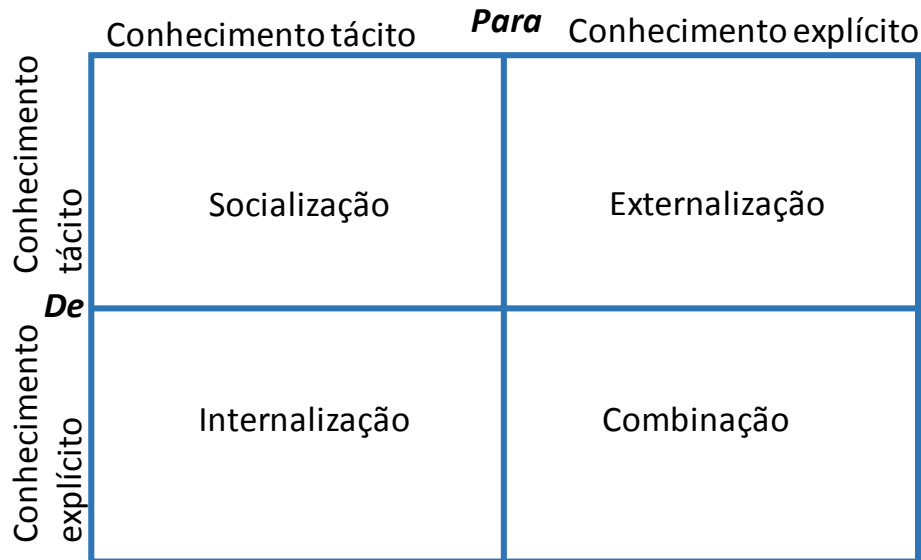 Conhecimento tácito Para Conhecimento explícito
Conhecimento
tácito
Socialização Externalização
De
Conhecimento
explícito
Internalização Combinação